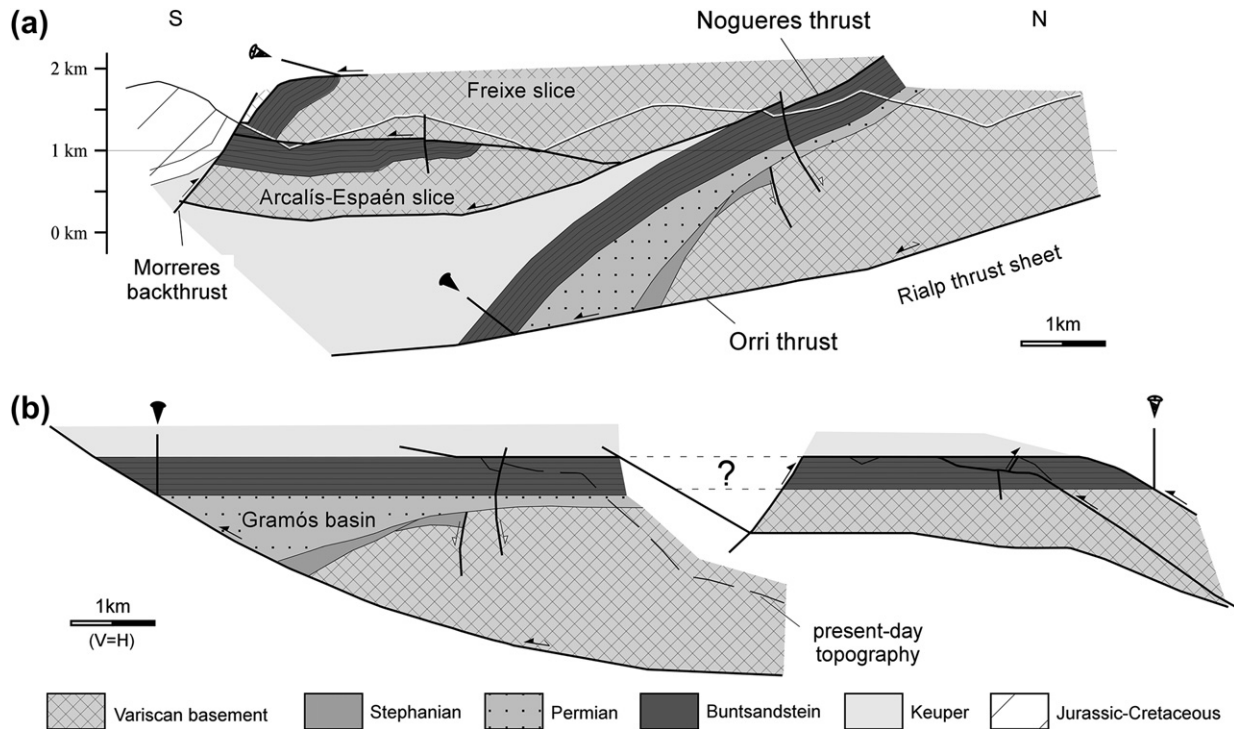 (a)
S
N
Nogueres thrust
2 km
Freixe slice
1 km
Arcalís-Espaén slice
0 km
Morreres
backthrust
Rialp thrust sheet
Orri thrust
1km
(b)
?
Gramós basin
1km
(V=H)
present-day
topography
Variscan basement
Stephanian
Permian
Buntsandstein
Keuper
Jurassic-Cretaceous